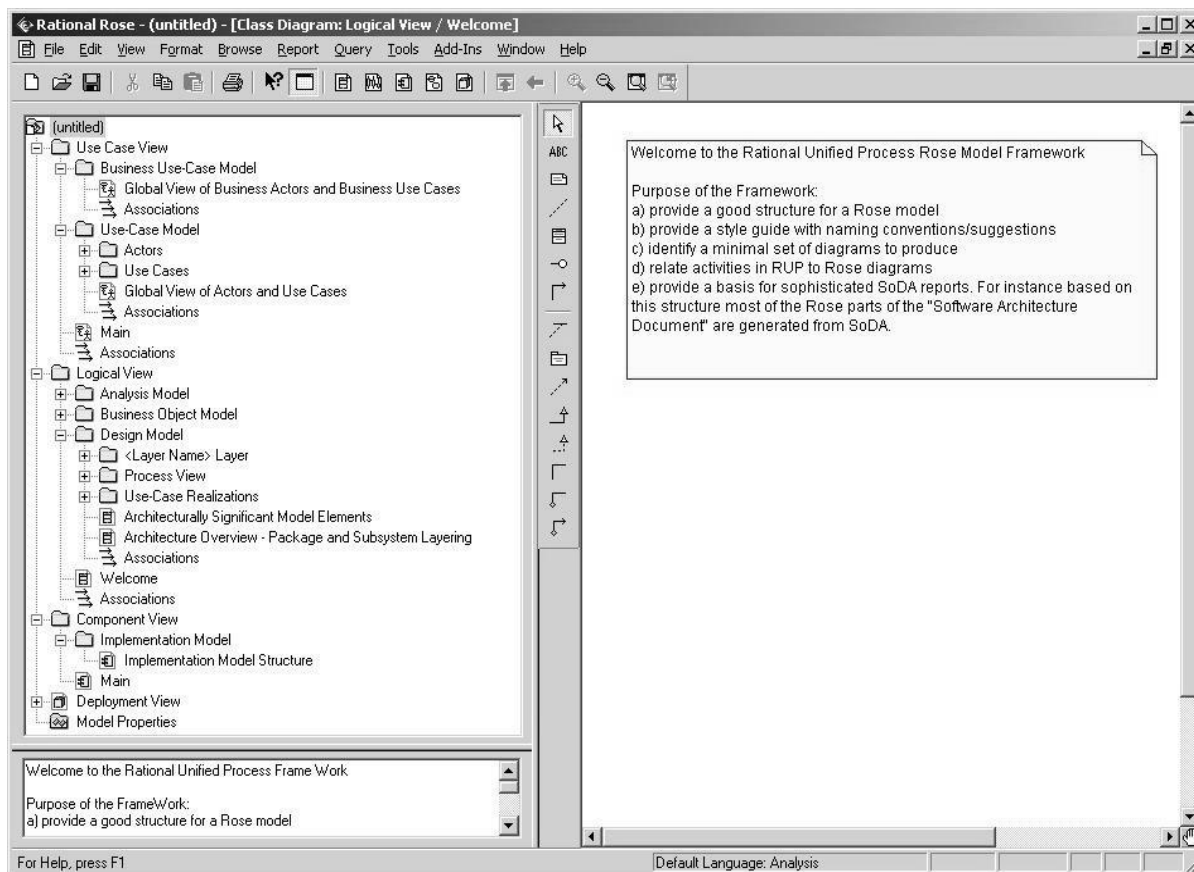 Rational Rose - (untitled) - [Class Diagram: Logical View / Welcome]
File Edit View Format Browse Report Query Tools Add-Ins Window Help
(untitled)
Use Case View
Business Use-Case Model
Global View of Business Actors and Business Use Cases
Associations
Use-Case Model
Actors
Use Cases
Global View of Actors and Use Cases
Associations
Main
Associations
Logical View
Analysis Model
Business Object Model
Design Model
<Layer Name> Layer
Process View
Use-Case Realizations
Architecturally Significant Model Elements
Architecture Overview - Package and Subsystem Layering
Associations
Welcome
Associations
Component View
Implementation Model
Implementation Model Structure
Main
Deployment View
Model Properties
Welcome to the Rational Unified Process Frame Work
Purpose of the FrameWork:
a) provide a good structure for a Rose model
ABC
Welcome to the Rational Unified Process Rose Model Framework
Purpose of the Framework:
a) provide a good structure for a Rose model
b) provide a style guide with naming conventions/suggestions
c) identify a minimal set of diagrams to produce
d) relate activities in RUP to Rose diagrams
e) provide a basis for sophisticated SoDA reports. For instance based on
this structure most of the Rose parts of the "Software Architecture
Document" are generated from SoDA.
For Help, press F1
Default Language: Analysis